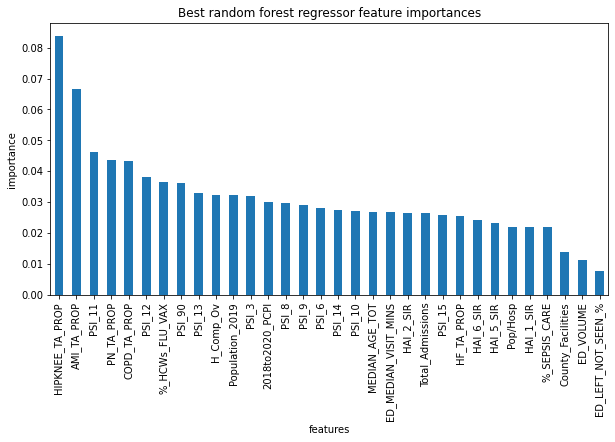 Best random forest regressor feature importances
importance
0.08
0.07
0.06
0.05
0.04
0.03
0.02
0.01
0.00
HIPKNEE_TA_PROP
AMI_TA_PROP
PSI_11
PN_TA_PROP
COPD_TA_PROP
PSI_12
%_HCWs_FLU_VAX
PSI_90
PSI_13
H_Comp_Ov
Population_2019
PSI_3
2018to2020_PCPI
PSI_8
PSI_9
PSI_6
PSI_14
PSI_10
MEDIAN_AGE_TOT
ED_MEDIAN_VISIT_MINS
HAI_2_SIR
Total_Admissions
PSI_15
HF_TA_PROP
HAI_6_SIR
HAI_5_SIR
Pop/Hosp
HAI_1_SIR
%_SEPSIS_CARE
County_Facilities
ED_VOLUME
ED_LEFT_NOT_SEEN_%
features